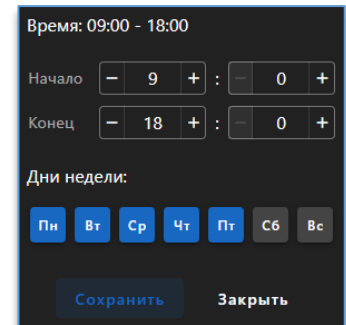 Время: 09:00 - 18:00
Начало − 9 + : − 0 +
Конец − 18 + : − 0 +
Дни недели:
Пн Вт Ср Чт Пт Сб Вс
Сохранить Закрыть